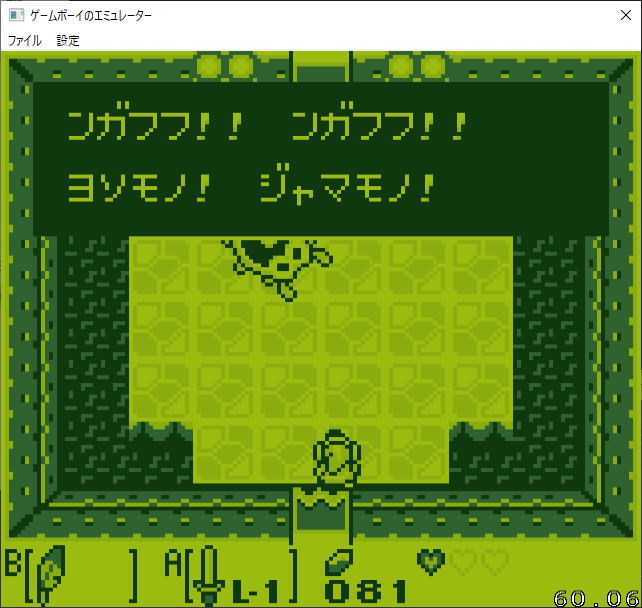 ゲームボーイのエミュレーター
ファイル 設定
ンガフフ!! ンガフフ!!
ヨソモノ! ジャマモノ!
B A L-1 081
60.06